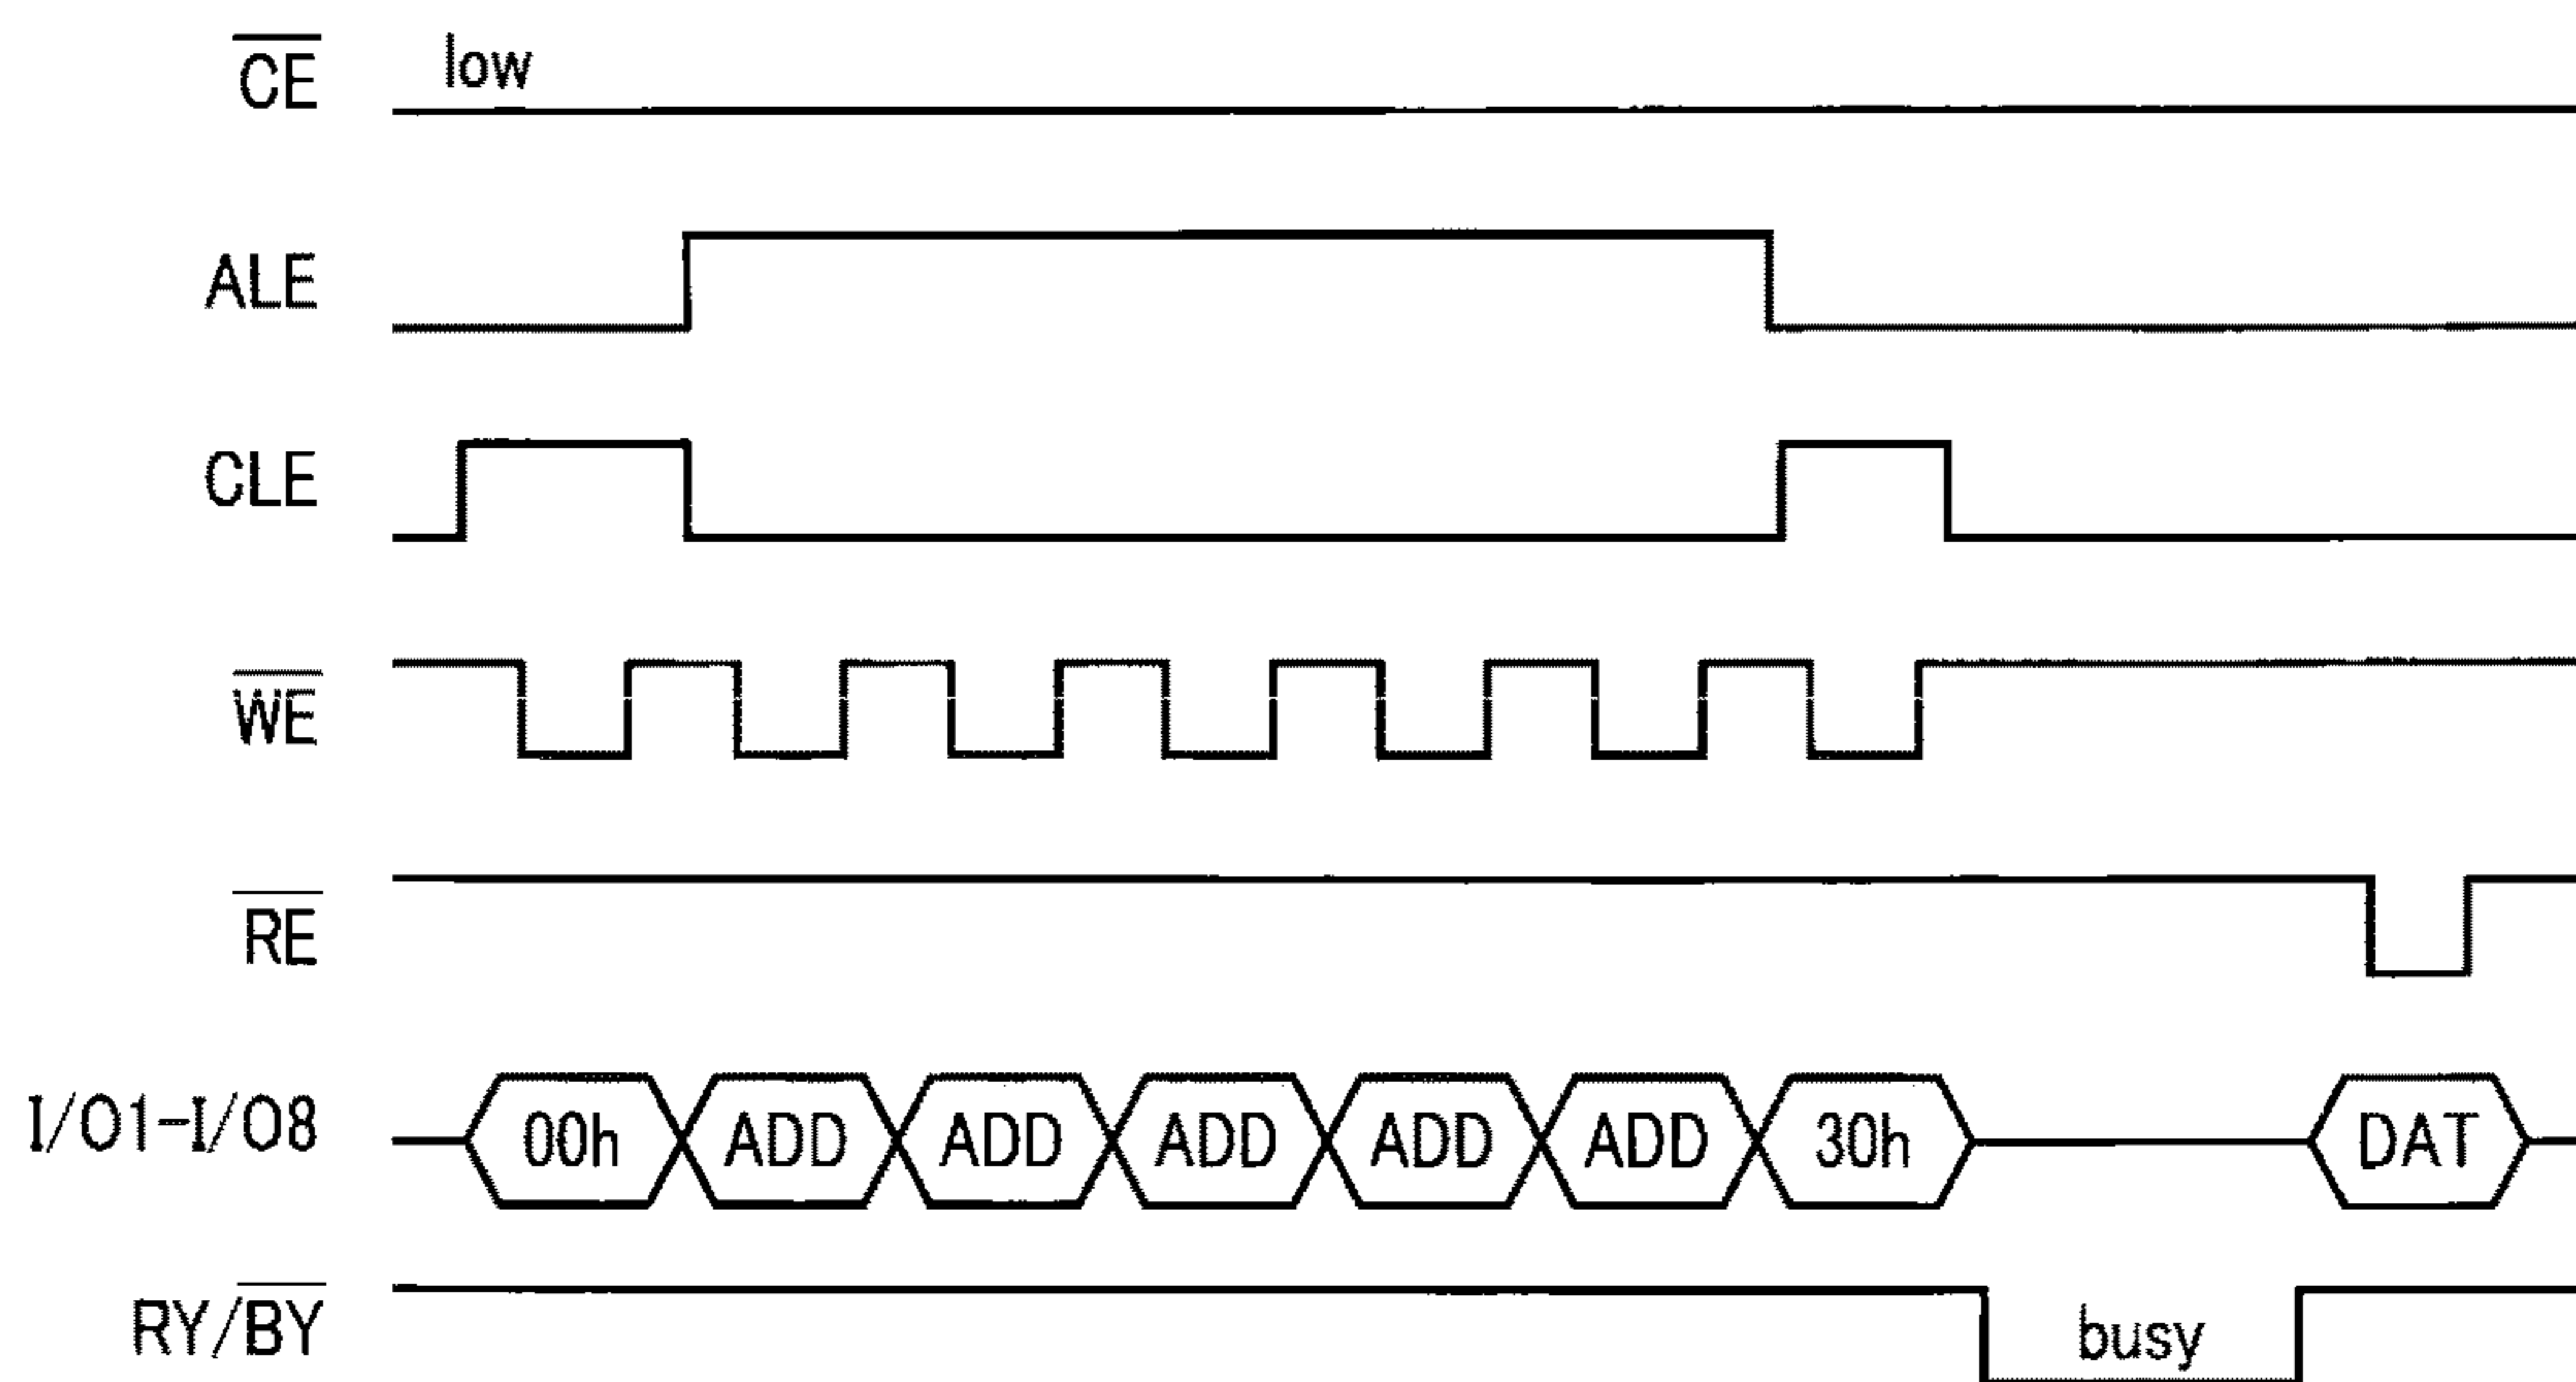 CE low
ALE
CLE
WE
RE
I/O1-I/O8 00h ADD ADD ADD ADD ADD 30h DAT
RY/BY busy